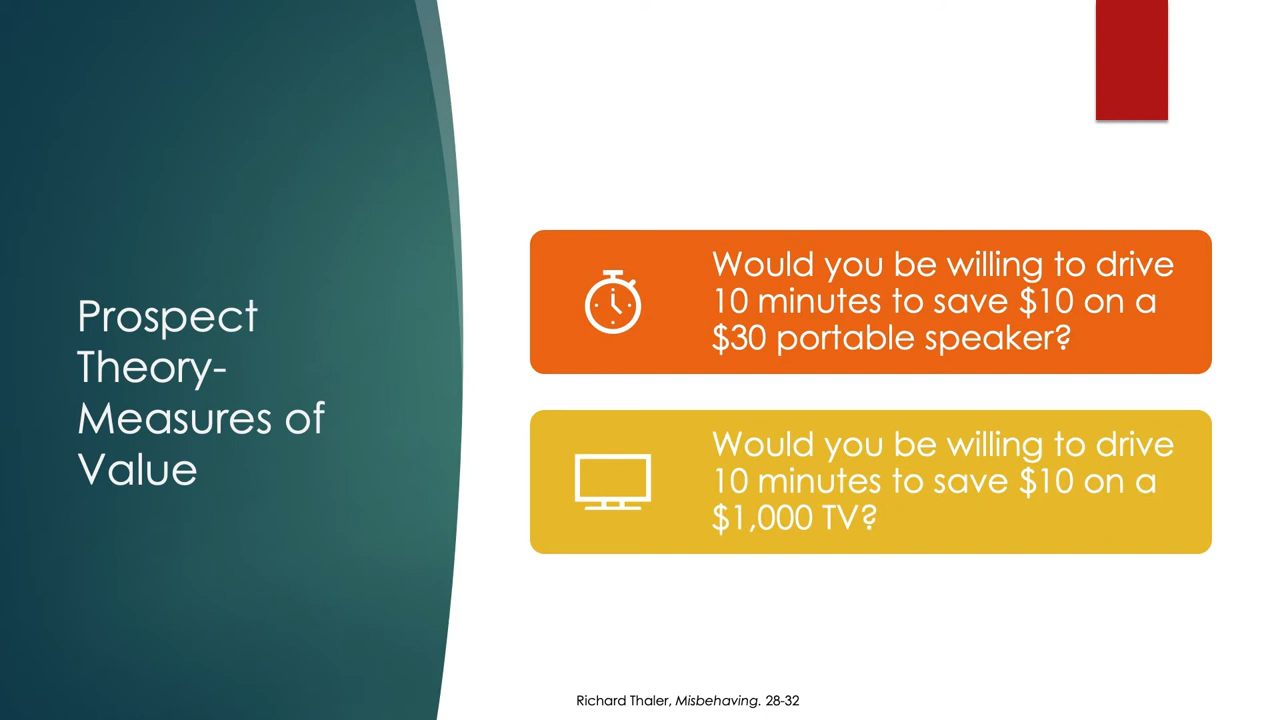 Prospect
Theory-
Measures of
Value
Would you be willing to drive
10 minutes to save $10 on a
$30 portable speaker?
Would you be willing to drive
10 minutes to save $10 on a
$1,000 TV?
Richard Thaler, Misbehaving. 28-32